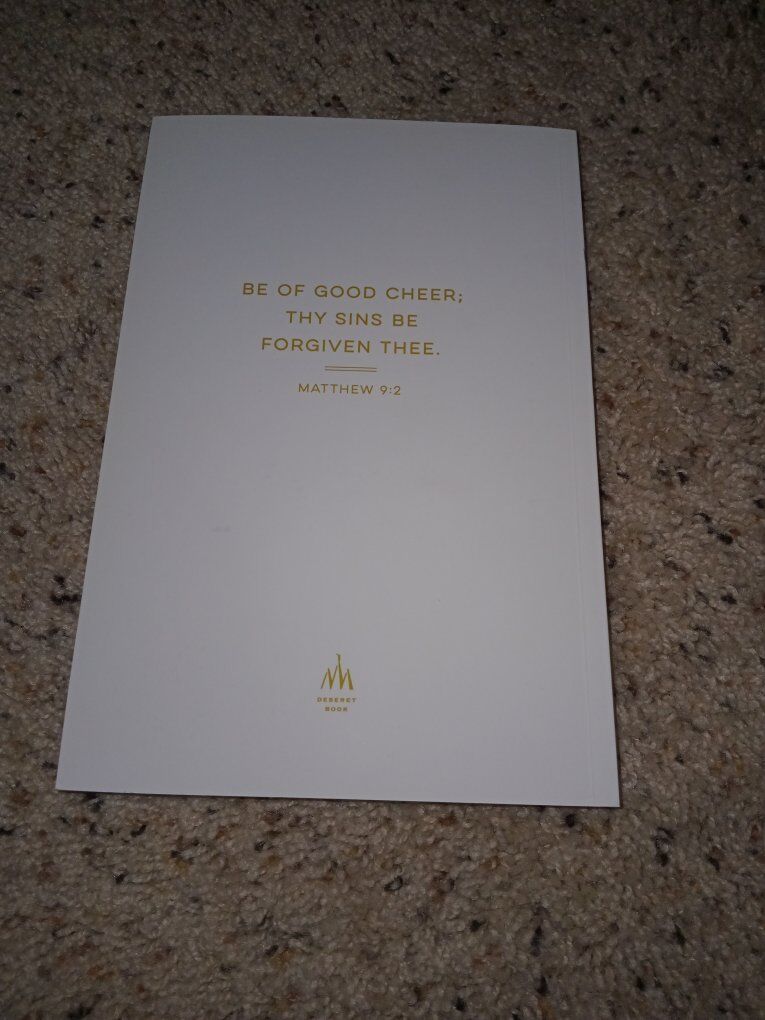 BE OF GOOD CHEER;
THY SINS BE
FORGIVEN THEE.
MATTHEW 9:2
DESERET
BOOK